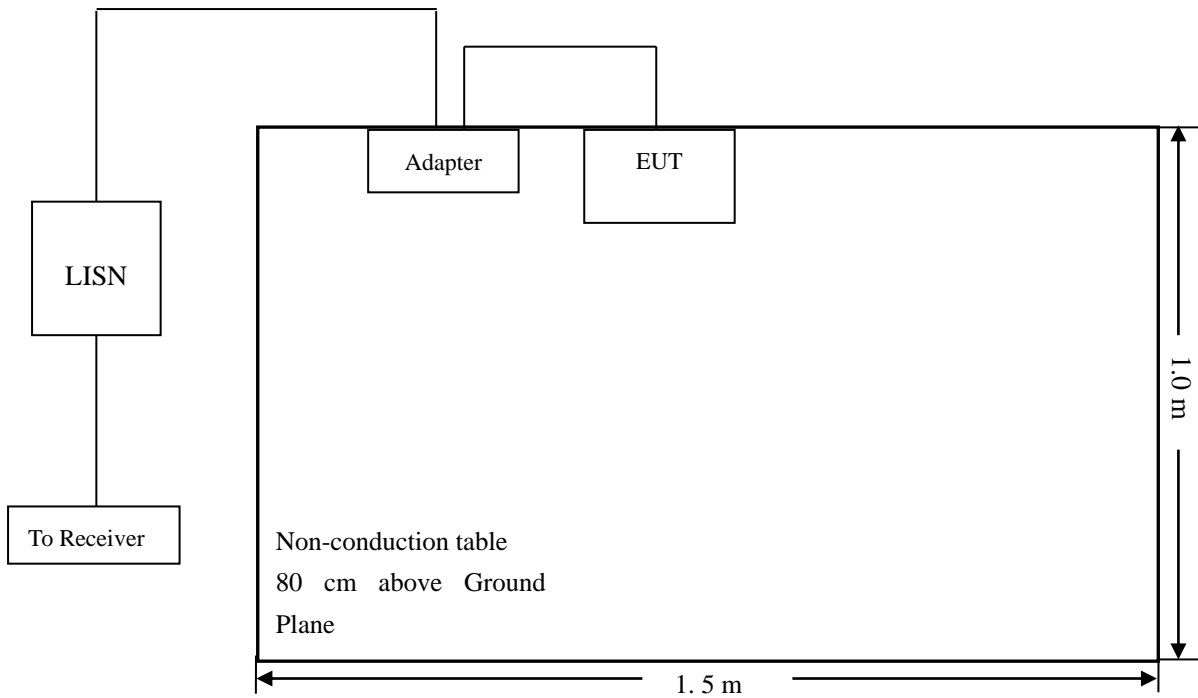 Adapter
EUT
LISN
1.0 m
To Receiver
Non-conduction table
80 cm above Ground
Plane
1. 5 m